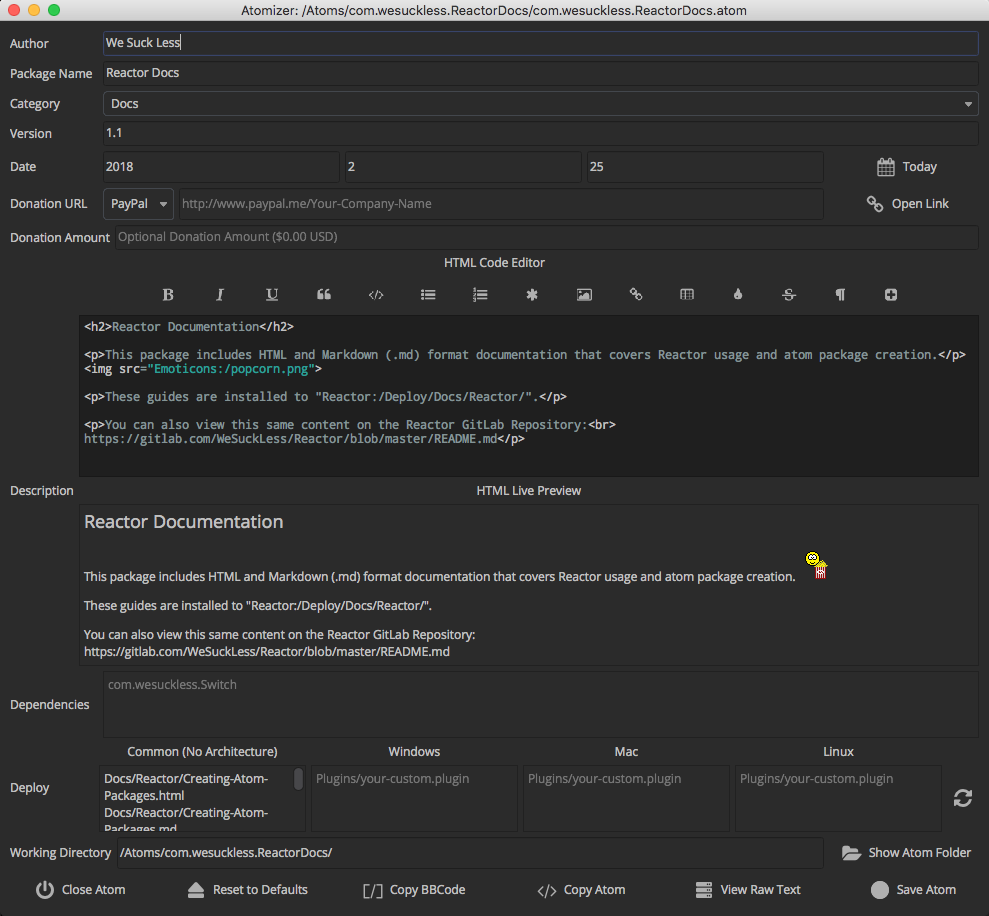 Atomizer: /Atoms/com.wesuckless.ReactorDocs/com.wesuckless.ReactorDocs.atom
Author We Suck Less
Package Name Reactor Docs
Category Docs
Version 1.1
Date 2018 2 25 Today
Donation URL PayPal http://www.paypal.me/Your-Company-Name Open Link
Donation Amount Optional Donation Amount ($0.00 USD)
HTML Code Editor
B I U
<h2>Reactor Documentation</h2>
<p>This package includes HTML and Markdown (.md) format documentation that covers Reactor usage and atom package creation.</p>
<img src="Emoticons:/popcorn.png">
<p>These guides are installed to "Reactor:/Deploy/Docs/Reactor/".</p>
<p>You can also view this same content on the Reactor GitLab Repository:<br>
https://gitlab.com/WeSuckLess/Reactor/blob/master/README.md</p>
Description HTML Live Preview
Reactor Documentation
This package includes HTML and Markdown (.md) format documentation that covers Reactor usage and atom package creation.
These guides are installed to "Reactor:/Deploy/Docs/Reactor/".
You can also view this same content on the Reactor GitLab Repository:
https://gitlab.com/WeSuckLess/Reactor/blob/master/README.md
Dependencies com.wesuckless.Switch
Common (No Architecture) Windows Mac Linux
Deploy
Docs/Reactor/Creating-Atom-
Packages.html
Docs/Reactor/Creating-Atom-
Packages.md
Plugins/your-custom.plugin Plugins/your-custom.plugin Plugins/your-custom.plugin
Working Directory /Atoms/com.wesuckless.ReactorDocs/ Show Atom Folder
Close Atom Reset to Defaults [/] Copy BBCode </> Copy Atom View Raw Text Save Atom